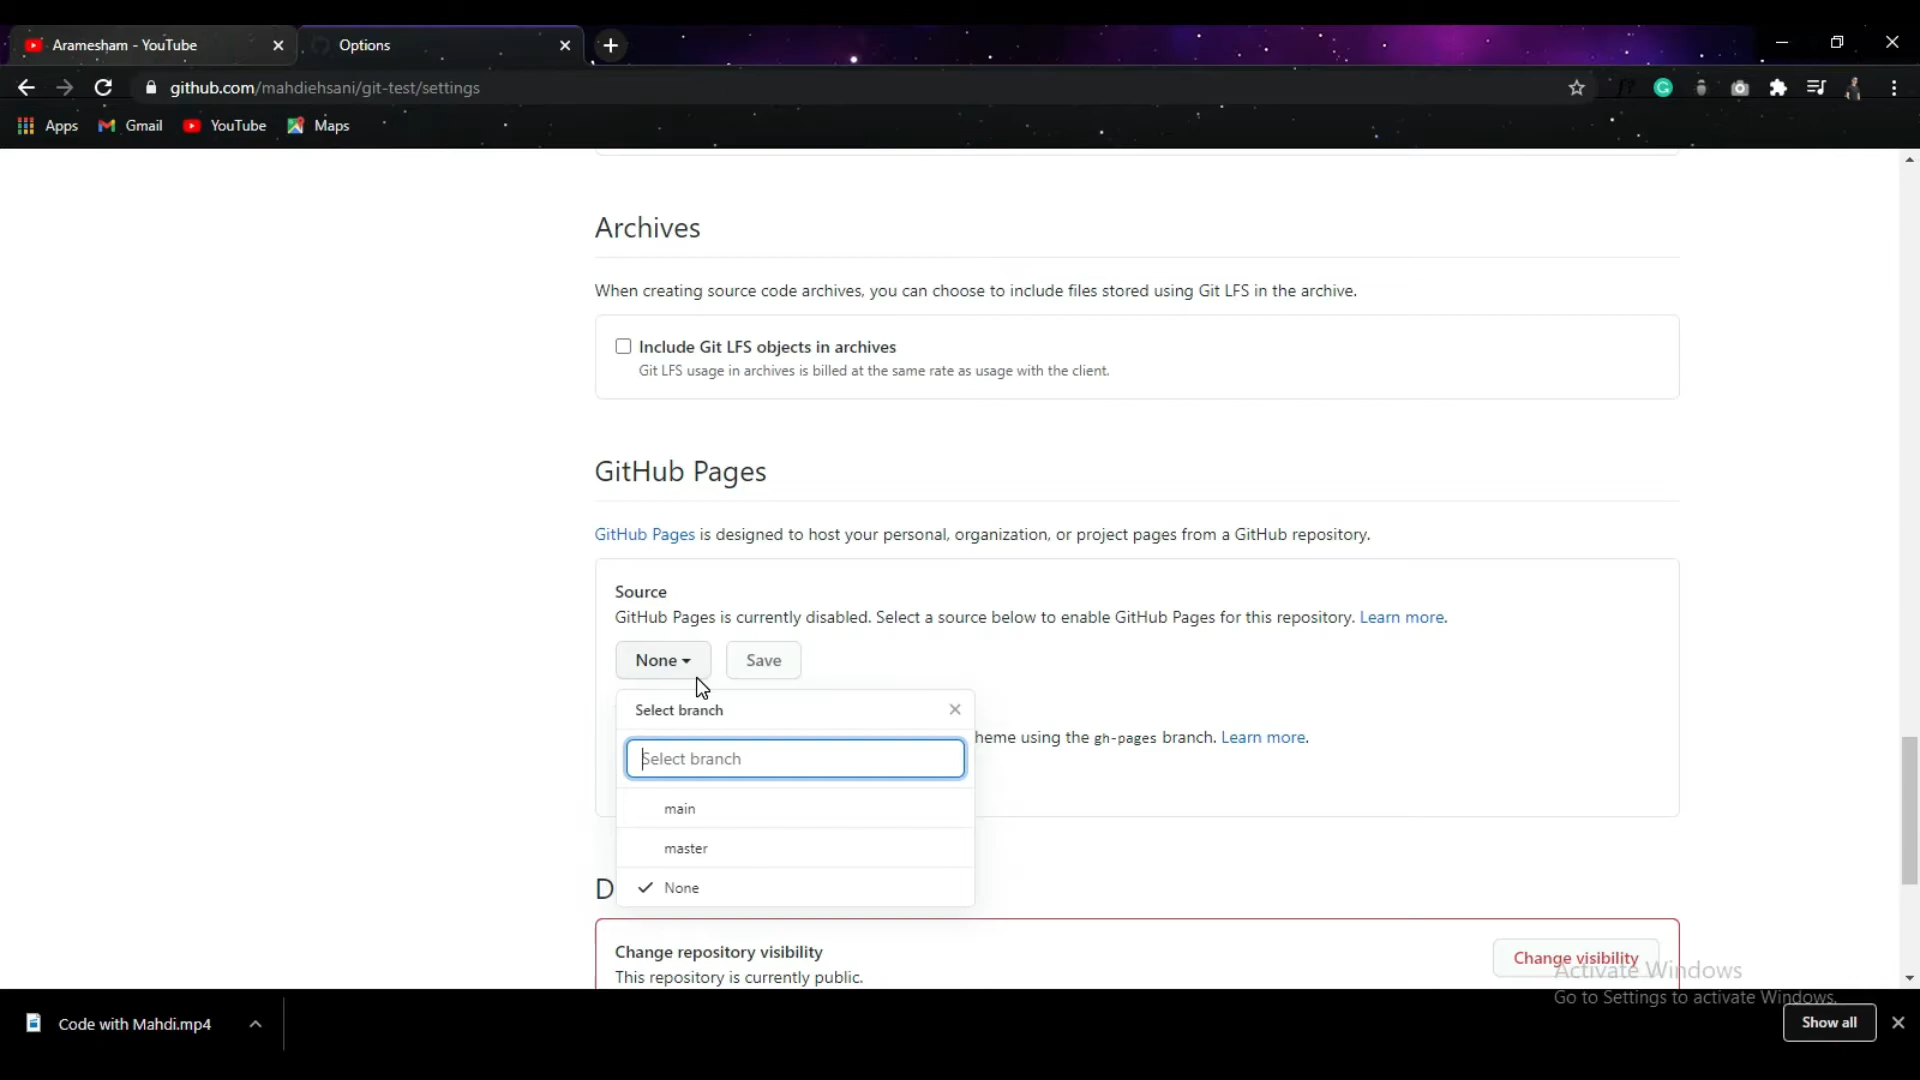 Aramesham - YouTube
Options
github.com/mahdiehsani/git-test/settings
Apps
Gmail
YouTube
Maps
Archives
When creating source code archives, you can choose to include files stored using Git LFS in the archive.
Include Git LFS objects in archives
Git LFS usage in archives is billed at the same rate as usage with the client.
GitHub Pages
GitHub Pages is designed to host your personal, organization, or project pages from a GitHub repository.
Source
GitHub Pages is currently disabled. Select a source below to enable GitHub Pages for this repository. Learn more.
None
Save
Select branch
heme using the gh-pages branch. Learn more.
Select branch
main
master
None
D
Change repository visibility
This repository is currently public.
Change visibility
Activate Windows
Go to Settings to activate Windows.
Code with Mahdi.mp4
Show all